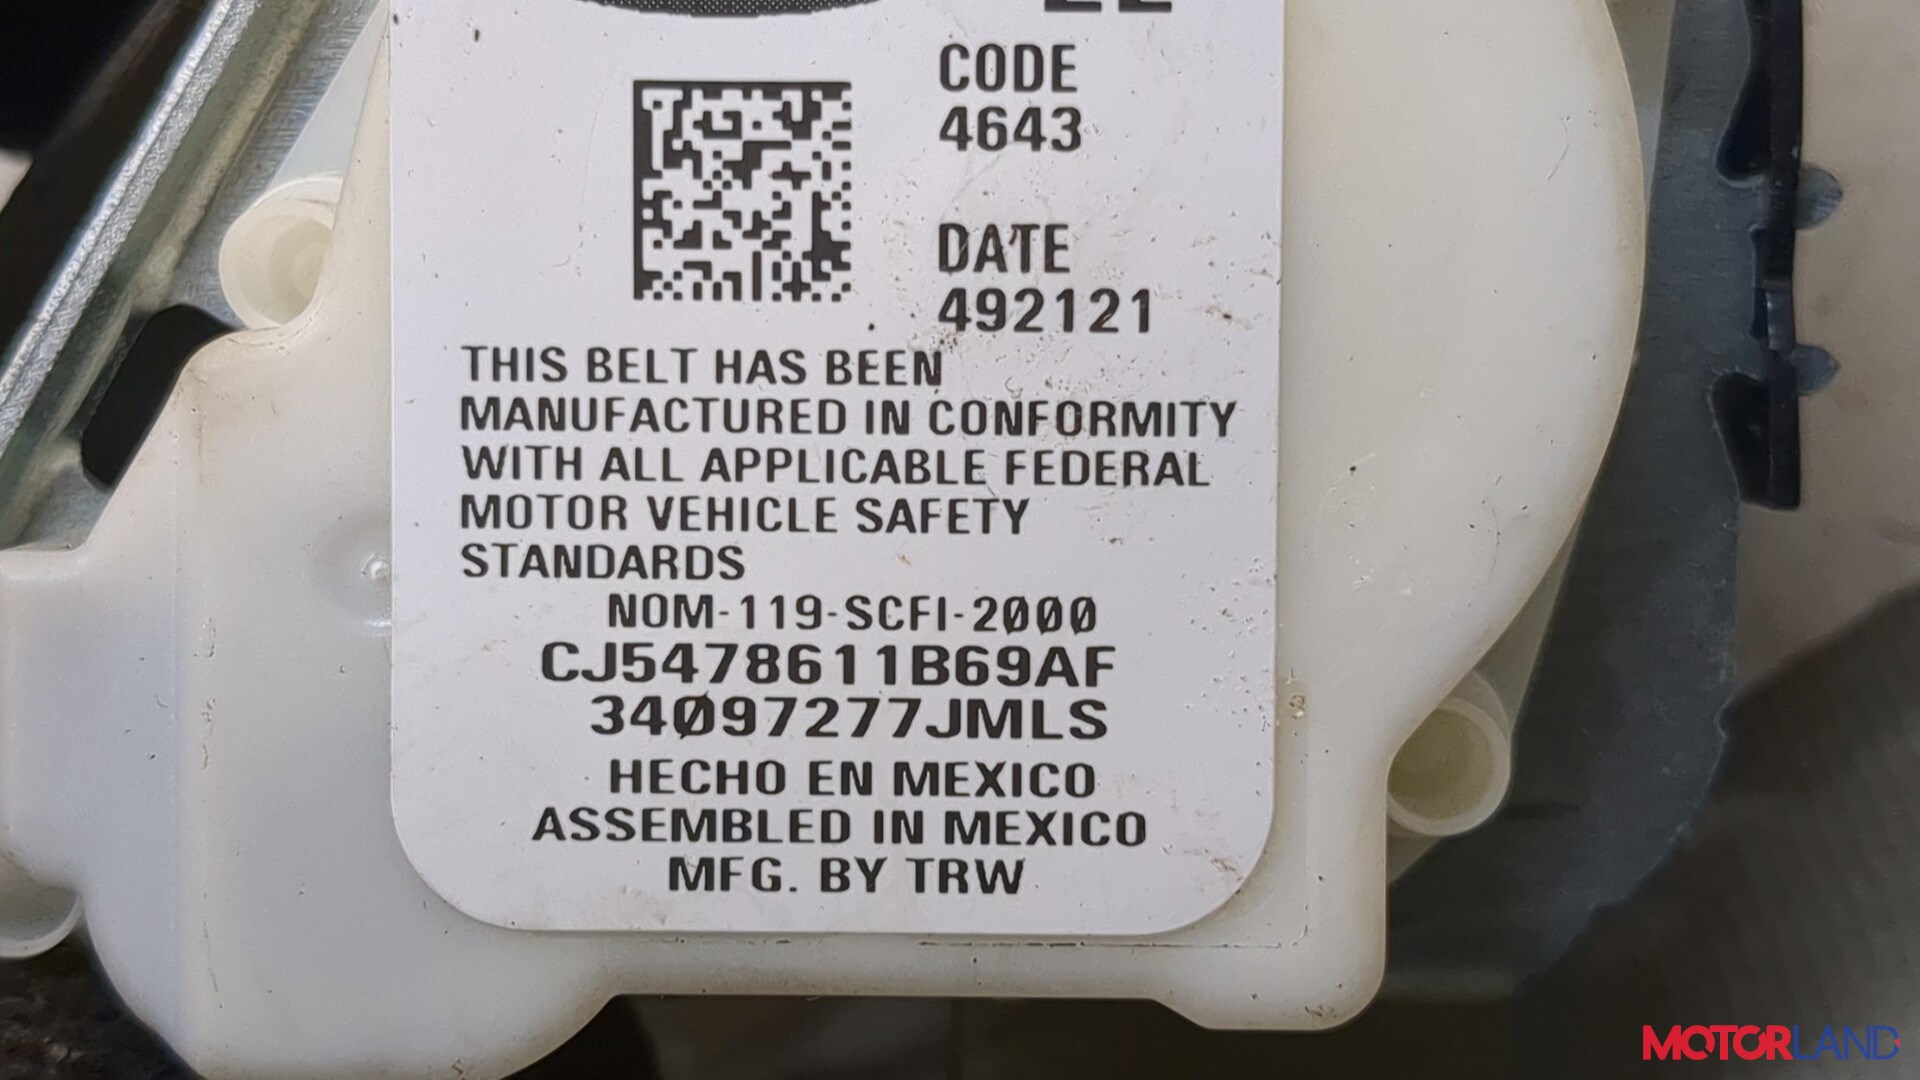 CODE
4643
DATE
492121
THIS BELT HAS BEEN
MANUFACTURED IN CONFORMITY
WITH ALL APPLICABLE FEDERAL
MOTOR VEHICLE SAFETY
STANDARDS
NOM-119-SCFI-2000
CJ5478611B69AF
34097277JMLS
HECHO EN MEXICO
ASSEMBLED IN MEXICO
MFG. BY TRW
MOTORLAND